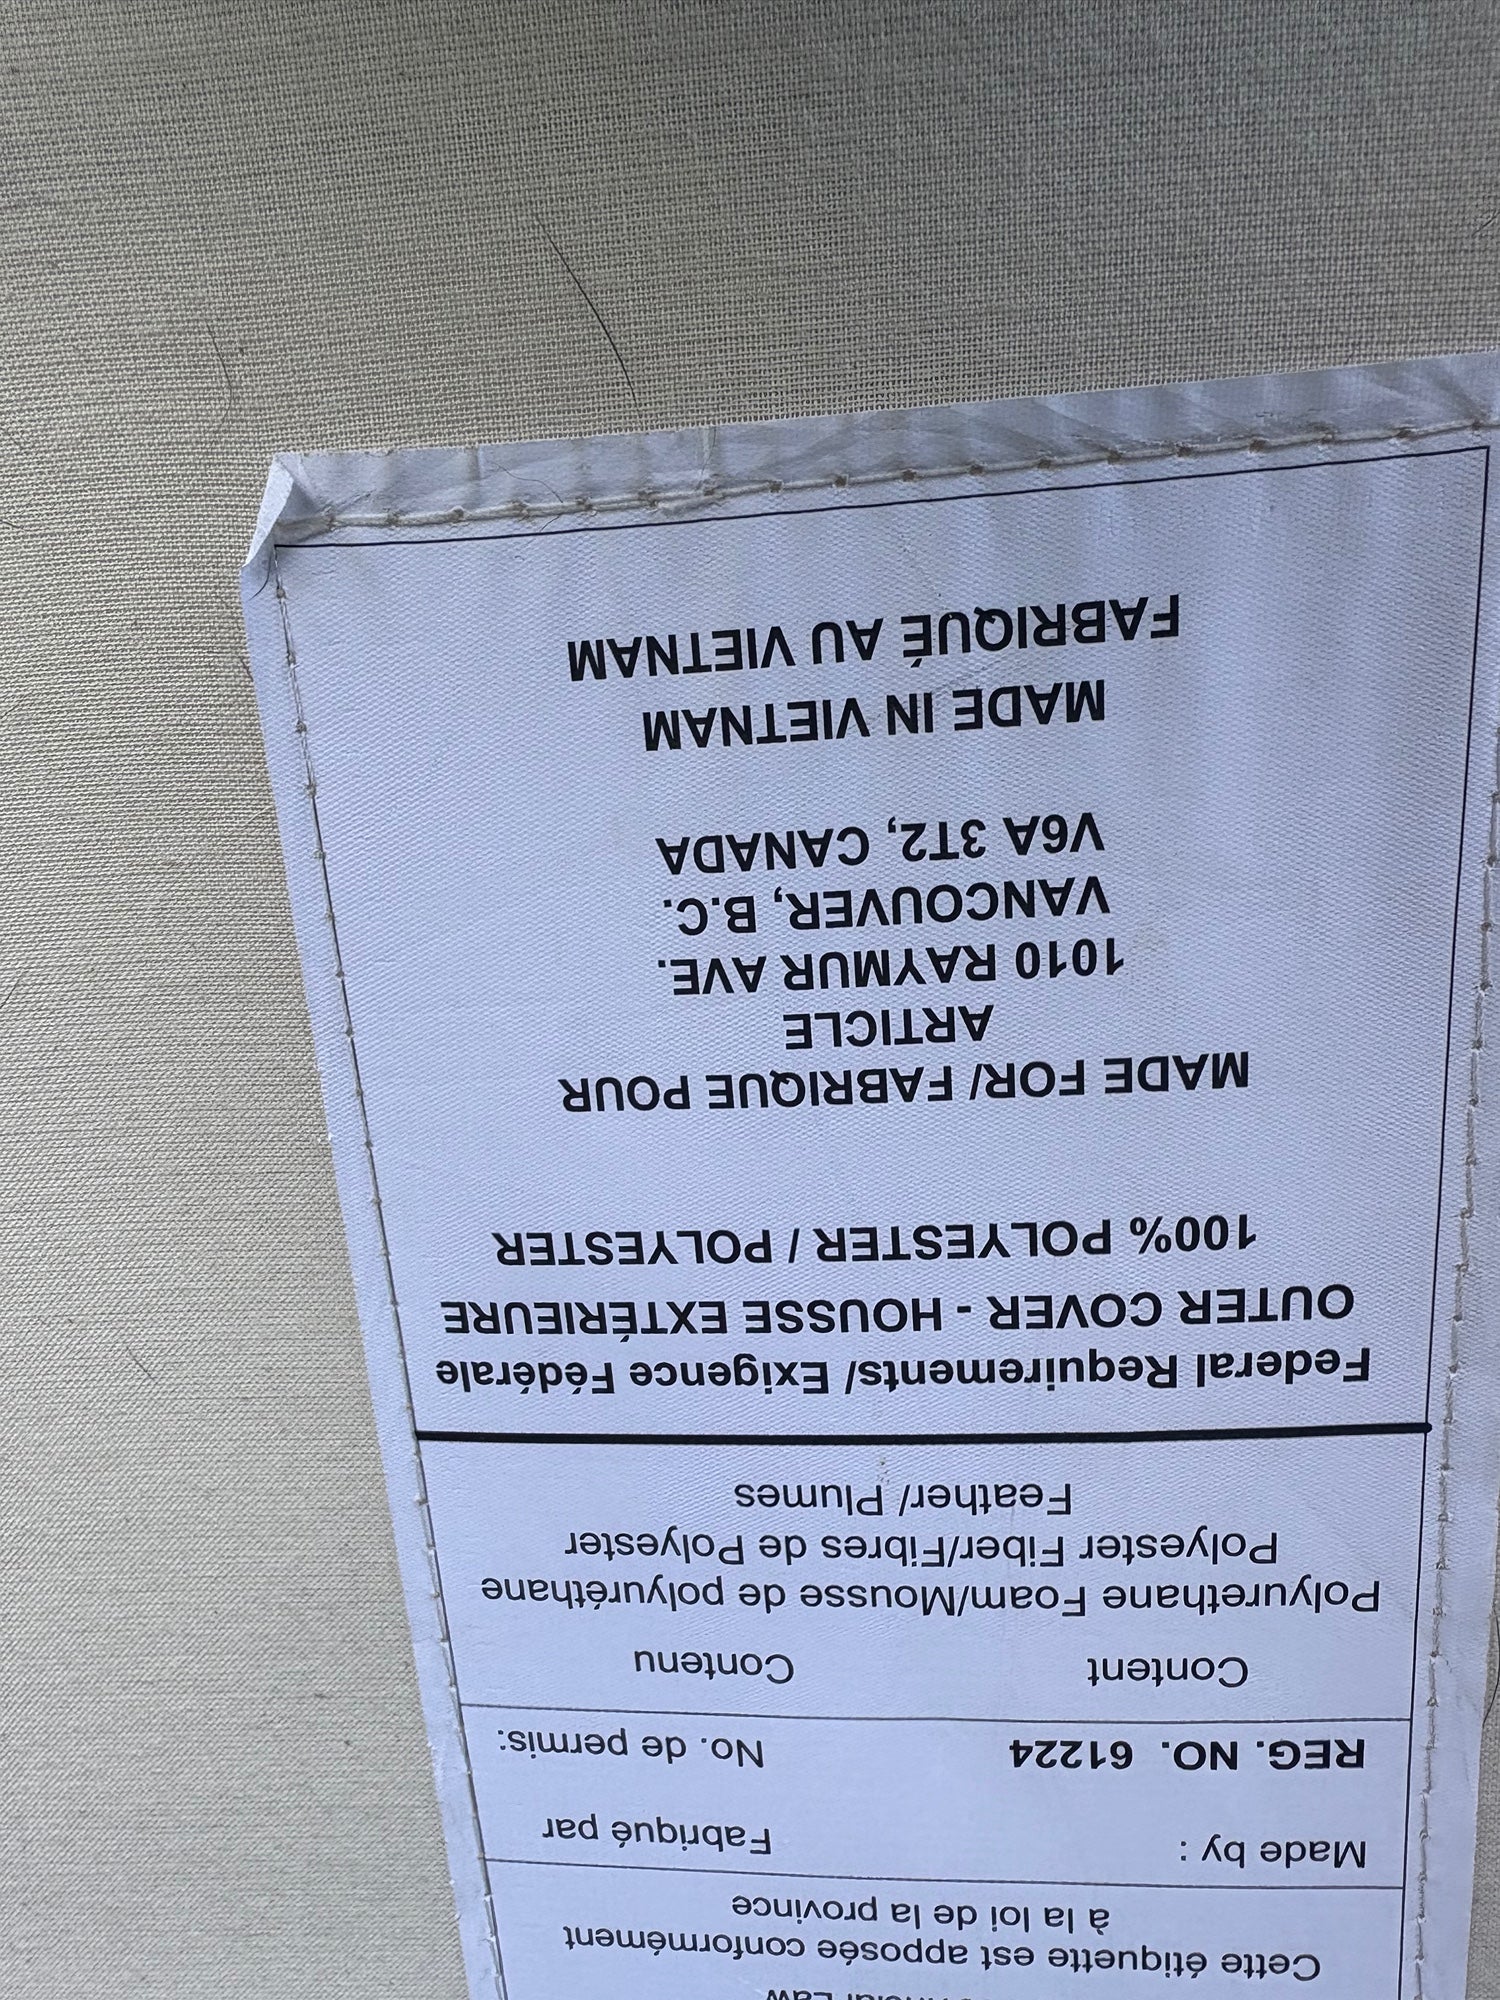 Cette étiquette est apposée conformément
à la loi de la province
Made by :    Fabriqué par
REG. NO.  61224    No. de permis:
Content    Contenu
Polyurethane Foam/Mousse de polyuréthane
Polyester Fiber/Fibres de Polyester
Feather/ Plumes
Federal Requirements/ Exigence Fédérale
OUTER COVER - HOUSSE EXTÉRIEURE
100% POLYESTER / POLYESTER
MADE FOR/ FABRIQUE POUR
ARTICLE
1010 RAYMUR AVE.
VANCOUVER, B.C.
V6A 3T2, CANADA
MADE IN VIETNAM
FABRIQUÉ AU VIETNAM